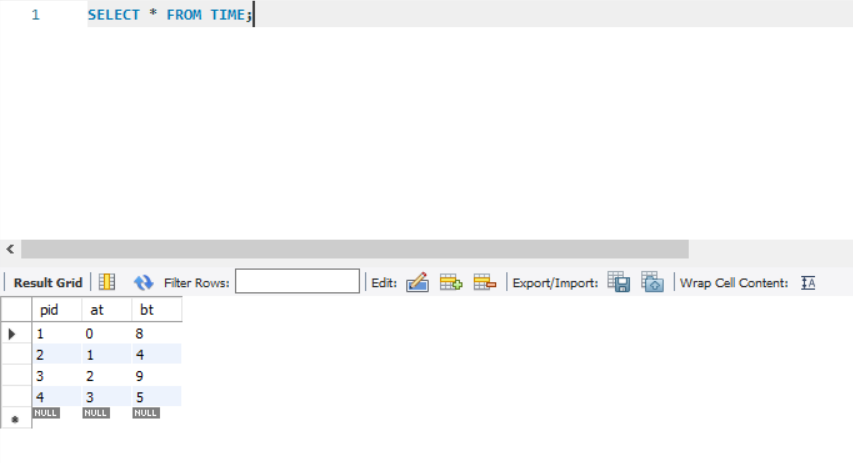 1 SELECT * FROM TIME;
Result Grid Filter Rows: Edit: Export/Import: Wrap Cell Content: IA
pid at bt
1 0 8
2 1 4
3 2 9
4 3 5
NULL NULL NULL